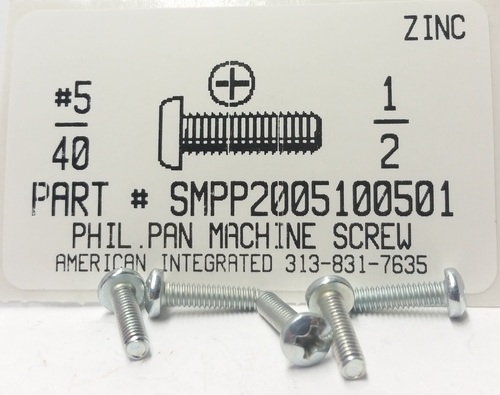 ZINC
#5
40
1
2
PART # SMPP2005100501
PHIL.PAN MACHINE SCREW
AMERICAN INTEGRATED 313-831-7635